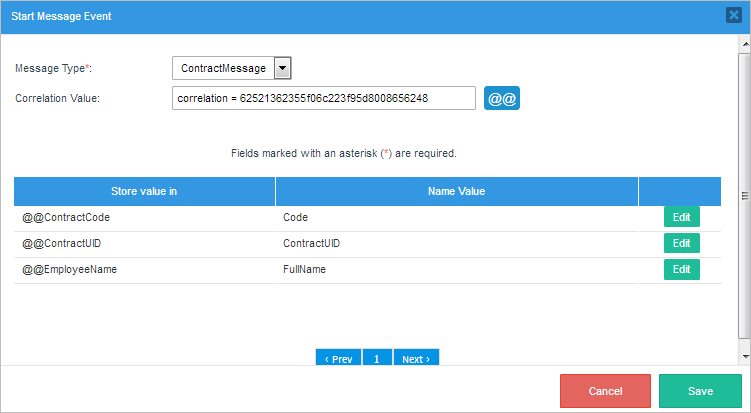 Start Message Event
Message Type*: ContractMessage
Correlation Value: correlation = 62521362355f06c223f95d8008656248 @@
Fields marked with an asterisk (*) are required.
Store value in Name Value
@@ContractCode Code Edit
@@ContractUID ContractUID Edit
@@EmployeeName FullName Edit
‹ Prev 1 Next ›
Cancel Save